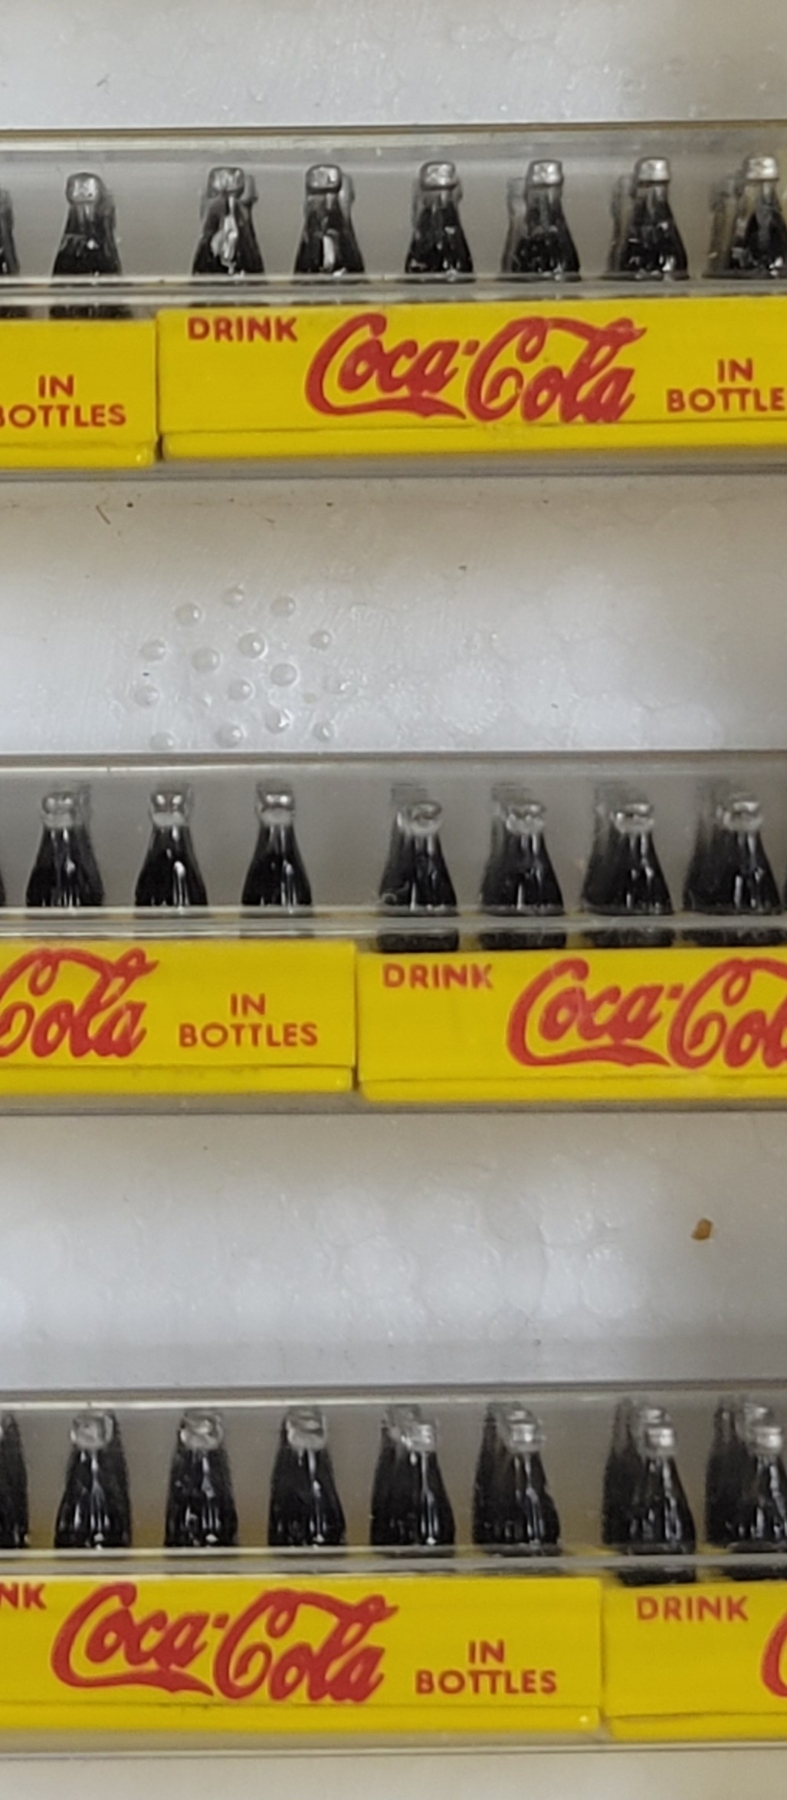 IN
BOTTLES
DRINK Coca-Cola IN
BOTTLE
Cola IN
BOTTLES
DRINK Coca-Col
NK Coca-Cola IN
BOTTLES
DRINK